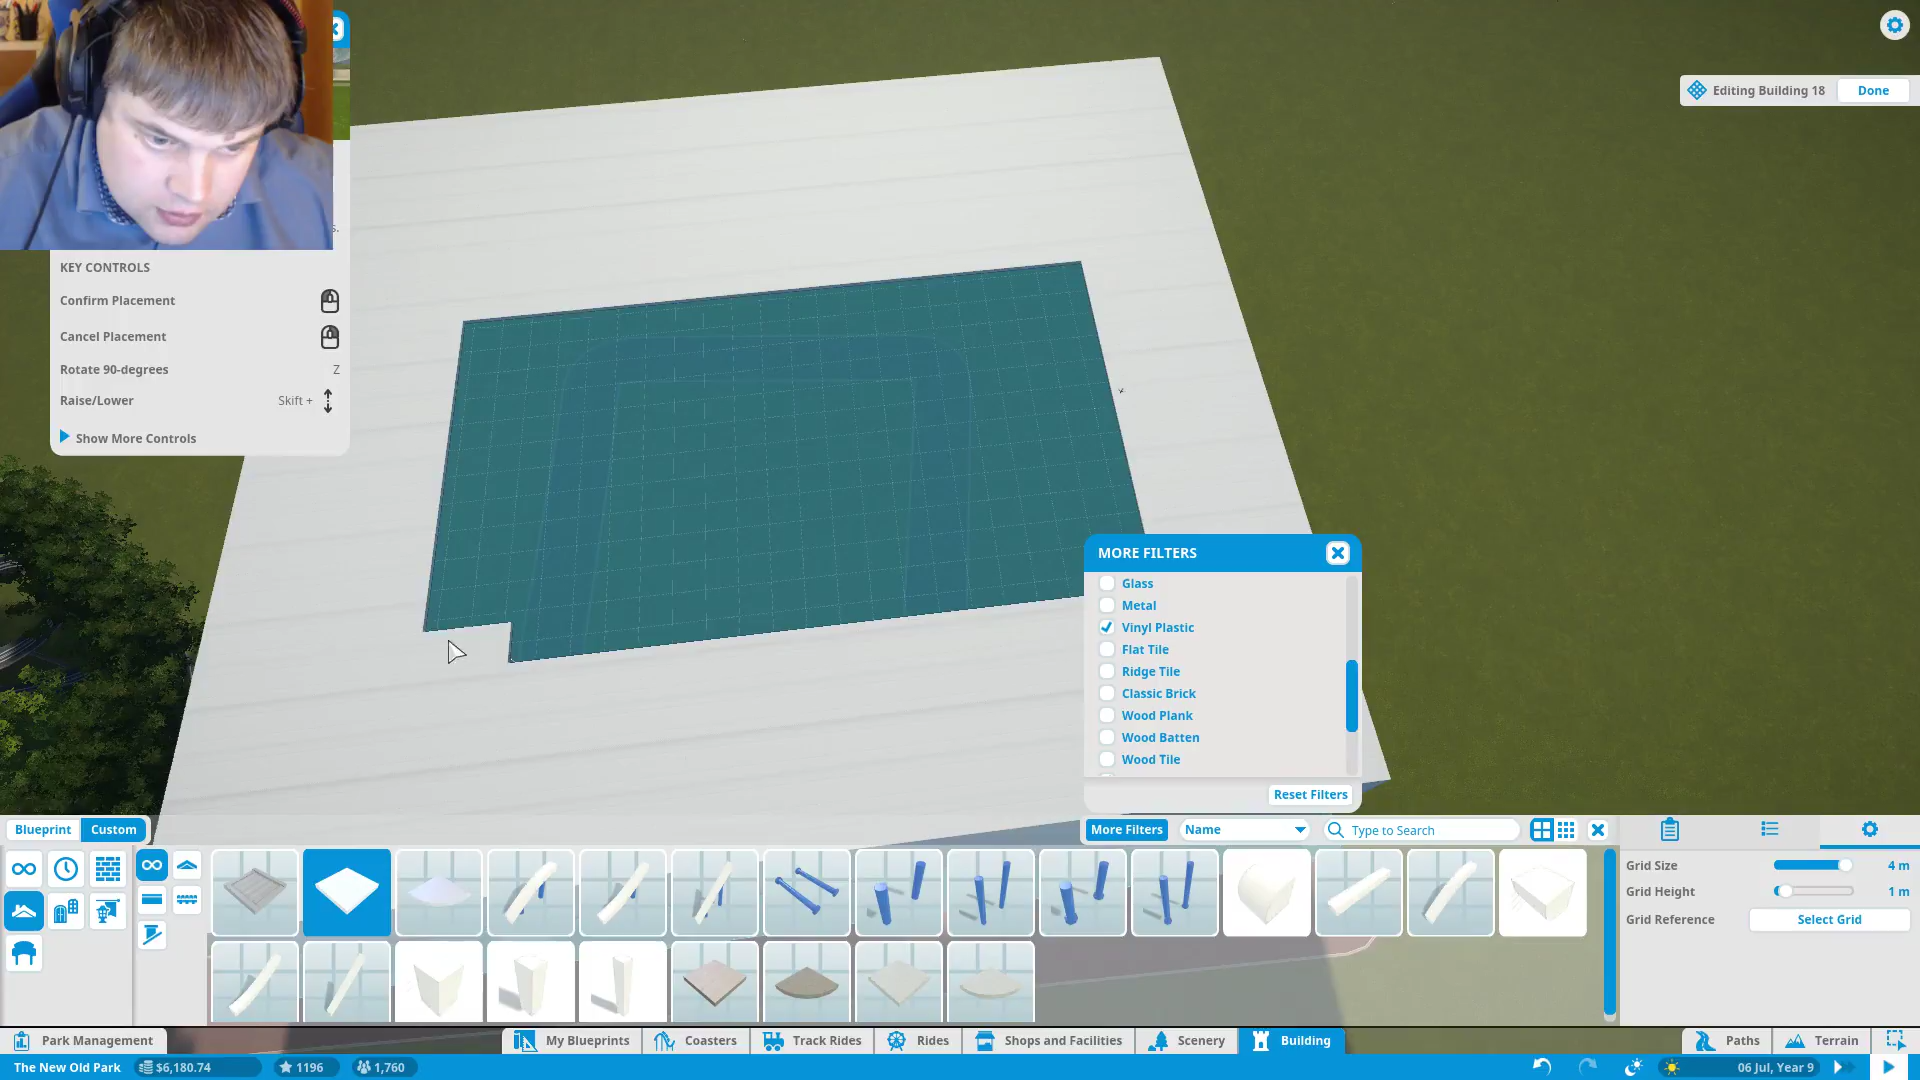 Editing Building 18
Done
s.
KEY CONTROLS
Confirm Placement
Cancel Placement
Rotate 90-degrees Z
Raise/Lower Skift +
Show More Controls
MORE FILTERS
Glass
Metal
Vinyl Plastic
Flat Tile
Ridge Tile
Classic Brick
Wood Plank
Wood Batten
Wood Tile
Reset Filters
Blueprint Custom
More Filters Name Type to Search
Grid Size 4 m
Grid Height 1 m
Grid Reference Select Grid
Park Management My Blueprints Coasters Track Rides Rides Shops and Facilities Scenery Building Paths Terrain
The New Old Park $6,180.74 1196 1,760 06 Jul, Year 9